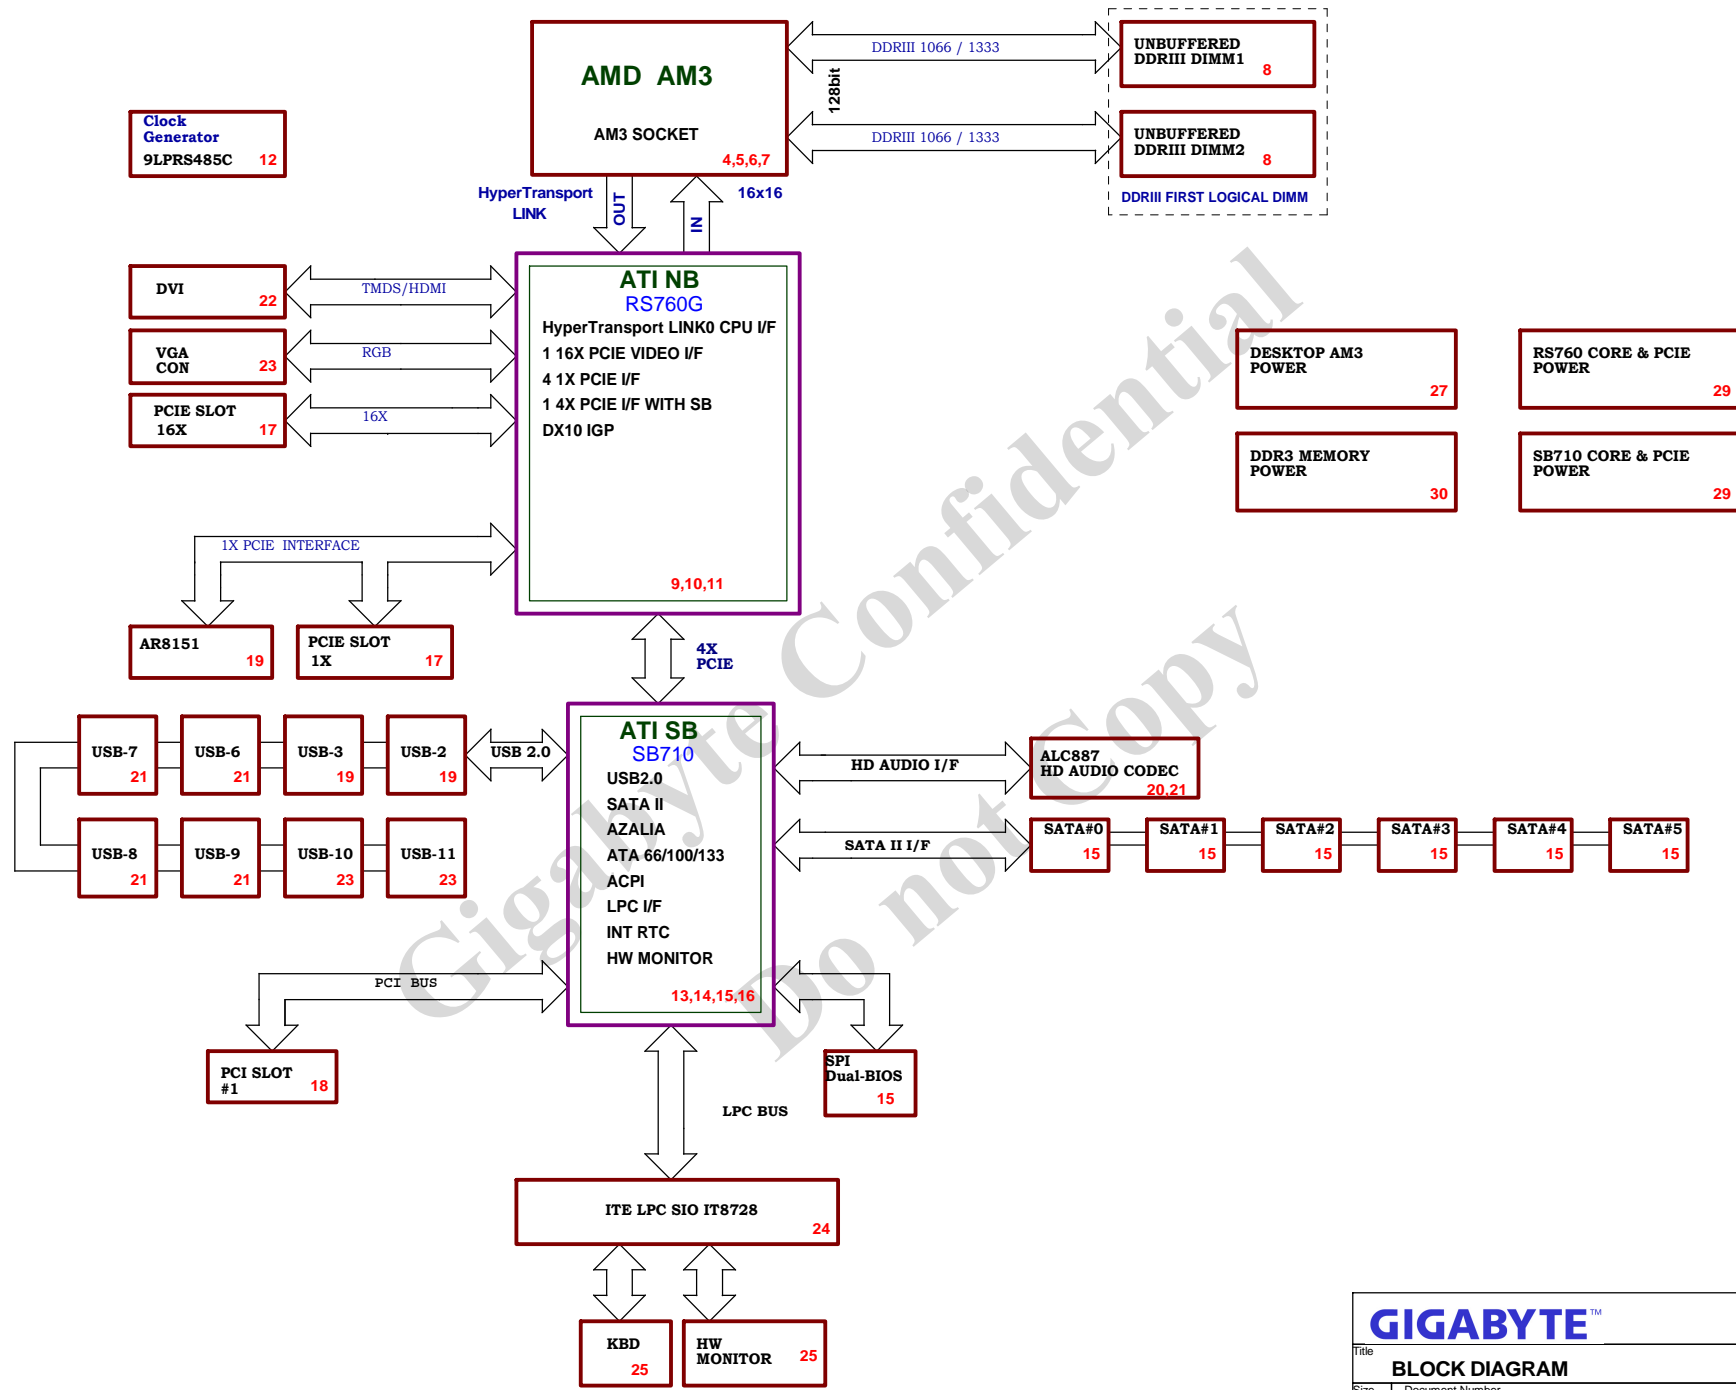 AMD AM3
AM3 SOCKET
4,5,6,7
DDRIII 1066 / 1333
128bit
DDRIII 1066 / 1333
UNBUFFERED
DDRIII DIMM1
8
UNBUFFERED
DDRIII DIMM2
8
DDRIII FIRST LOGICAL DIMM
Clock
Generator
9LPRS485C 12
HyperTransport
LINK
OUT
IN
16x16
ATI NB
RS760G
HyperTransport LINK0 CPU I/F
1 16X PCIE VIDEO I/F
4 1X PCIE I/F
1 4X PCIE I/F WITH SB
DX10 IGP
9,10,11
DVI
22
TMDS/HDMI
VGA
CON
23
RGB
PCIE SLOT
16X
17
16X
1X PCIE INTERFACE
AR8151
19
PCIE SLOT
1X
17
DESKTOP AM3
POWER
27
RS760 CORE & PCIE
POWER
29
DDR3 MEMORY
POWER
30
SB710 CORE & PCIE
POWER
29
4X
PCIE
ATI SB
SB710
USB2.0
SATA II
AZALIA
ATA 66/100/133
ACPI
LPC I/F
INT RTC
HW MONITOR
13,14,15,16
USB-7
21
USB-6
21
USB-3
19
USB-2
19
USB 2.0
USB-8
21
USB-9
21
USB-10
23
USB-11
23
HD AUDIO I/F
ALC887
HD AUDIO CODEC
20,21
SATA II I/F
SATA#0
15
SATA#1
15
SATA#2
15
SATA#3
15
SATA#4
15
SATA#5
15
PCI BUS
PCI SLOT
#1
18
SPI
Dual-BIOS
15
LPC BUS
ITE LPC SIO IT8728
24
KBD
25
HW
MONITOR
25
Gigabyte Confidential
Do not Copy
GIGABYTE™
Title
BLOCK DIAGRAM
Size
Document Number